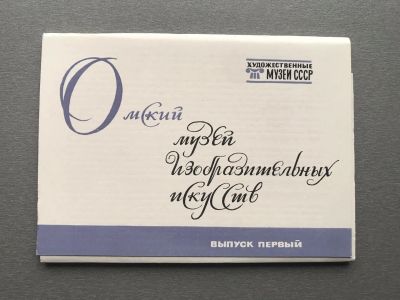 ХУДОЖЕСТВЕННЫЕ
МУЗЕИ СССР
Омский
музей
изобразительных
искусств
ВЫПУСК ПЕРВЫЙ